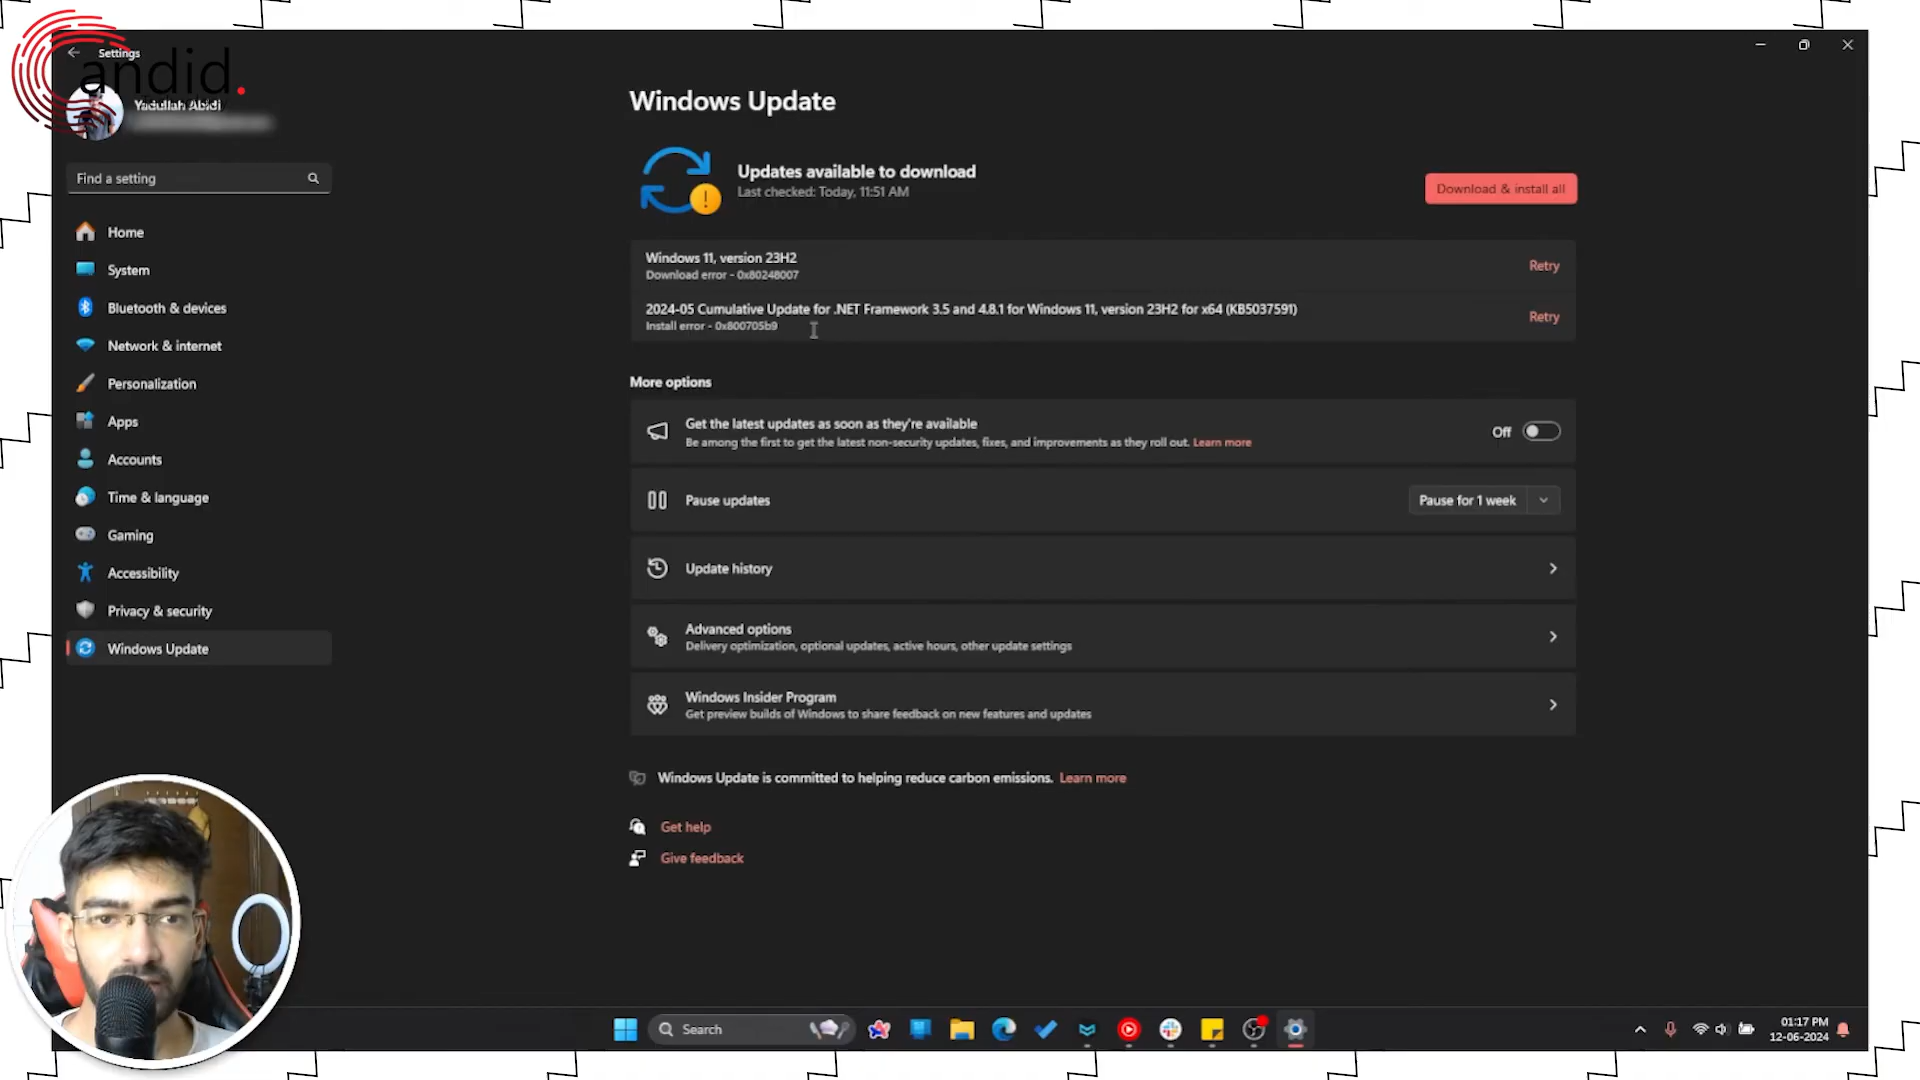 Settings
andid.
Yadullah Abidi
Find a setting
Home
System
Bluetooth & devices
Network & internet
Personalization
Apps
Accounts
Time & language
Gaming
Accessibility
Privacy & security
Windows Update
Windows Update
Updates available to download
Last checked: Today, 11:51 AM
Download & install all
Windows 11, version 23H2
Download error - 0x80248007
Retry
2024-05 Cumulative Update for .NET Framework 3.5 and 4.8.1 for Windows 11, version 23H2 for x64 (KB5037591)
Install error - 0x800705b9
Retry
More options
Get the latest updates as soon as they're available
Be among the first to get the latest non-security updates, fixes, and improvements as they roll out. Learn more
Off
Pause updates
Pause for 1 week
Update history
Advanced options
Delivery optimization, optional updates, active hours, other update settings
Windows Insider Program
Get preview builds of Windows to share feedback on new features and updates
Windows Update is committed to helping reduce carbon emissions. Learn more
Get help
Give feedback
Search
01:17 PM
12-06-2024